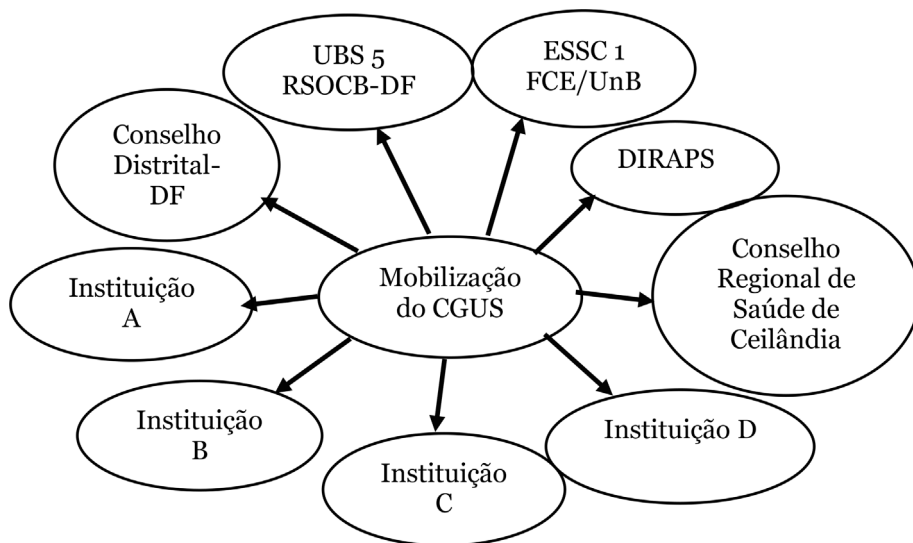 UBS 5
RSOCB-DF
ESSC 1
FCE/UnB
Conselho
Distrital-
DF
DIRAPS
Mobilização
do CGUS
Conselho
Regional de
Saúde de
Ceilândia
Instituição
A
Instituição
B
Instituição
C
Instituição D